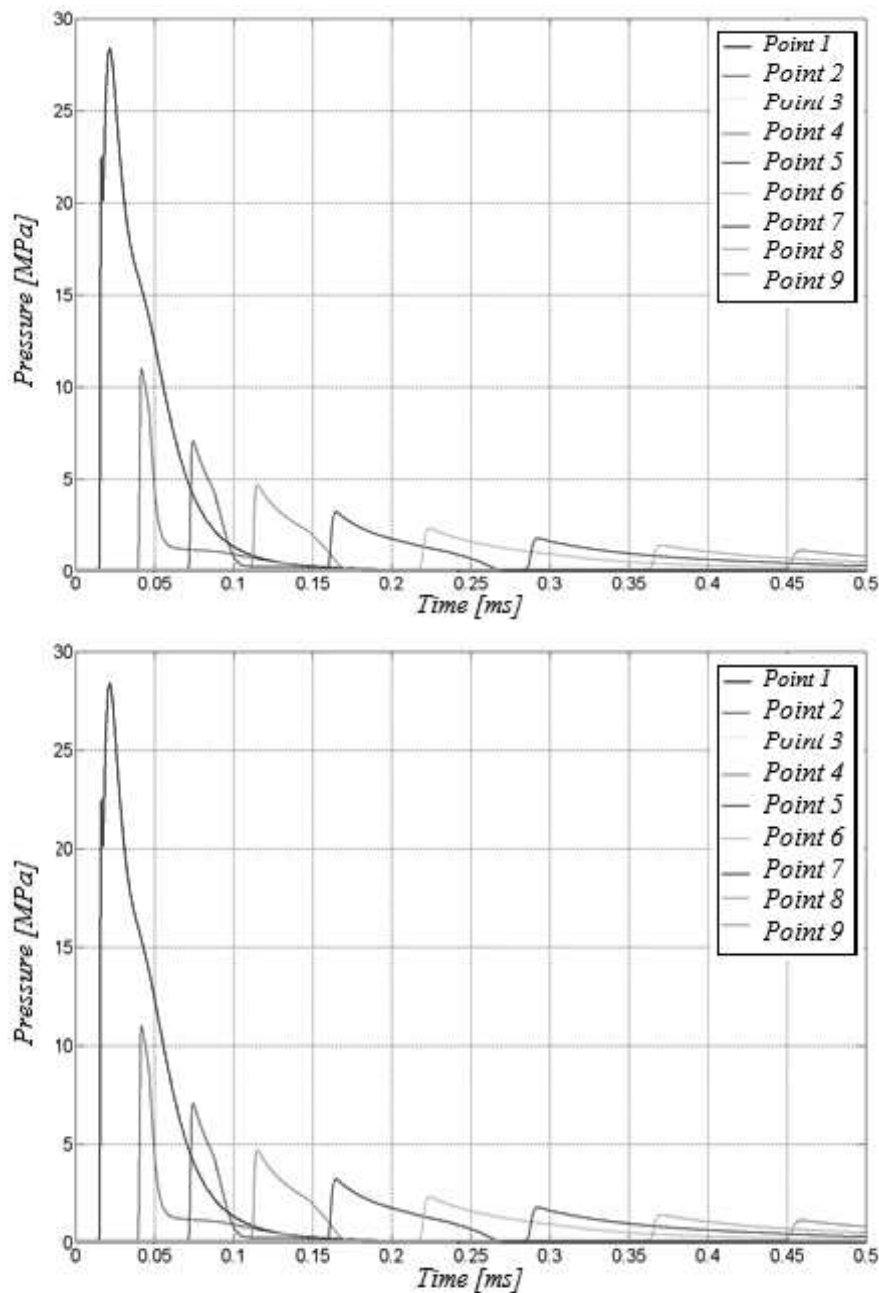 30
25
20
15
10
5
0
Pressure [MPa]
Point 1
Point 2
Point 3
Point 4
Point 5
Point 6
Point 7
Point 8
Point 9
0 0.05 0.1 0.15 0.2 0.25 0.3 0.35 0.4 0.45 0.5
Time [ms]
30
25
20
15
10
5
0
Pressure [MPa]
Point 1
Point 2
Point 3
Point 4
Point 5
Point 6
Point 7
Point 8
Point 9
0 0.05 0.1 0.15 0.2 0.25 0.3 0.35 0.4 0.45 0.5
Time [ms]